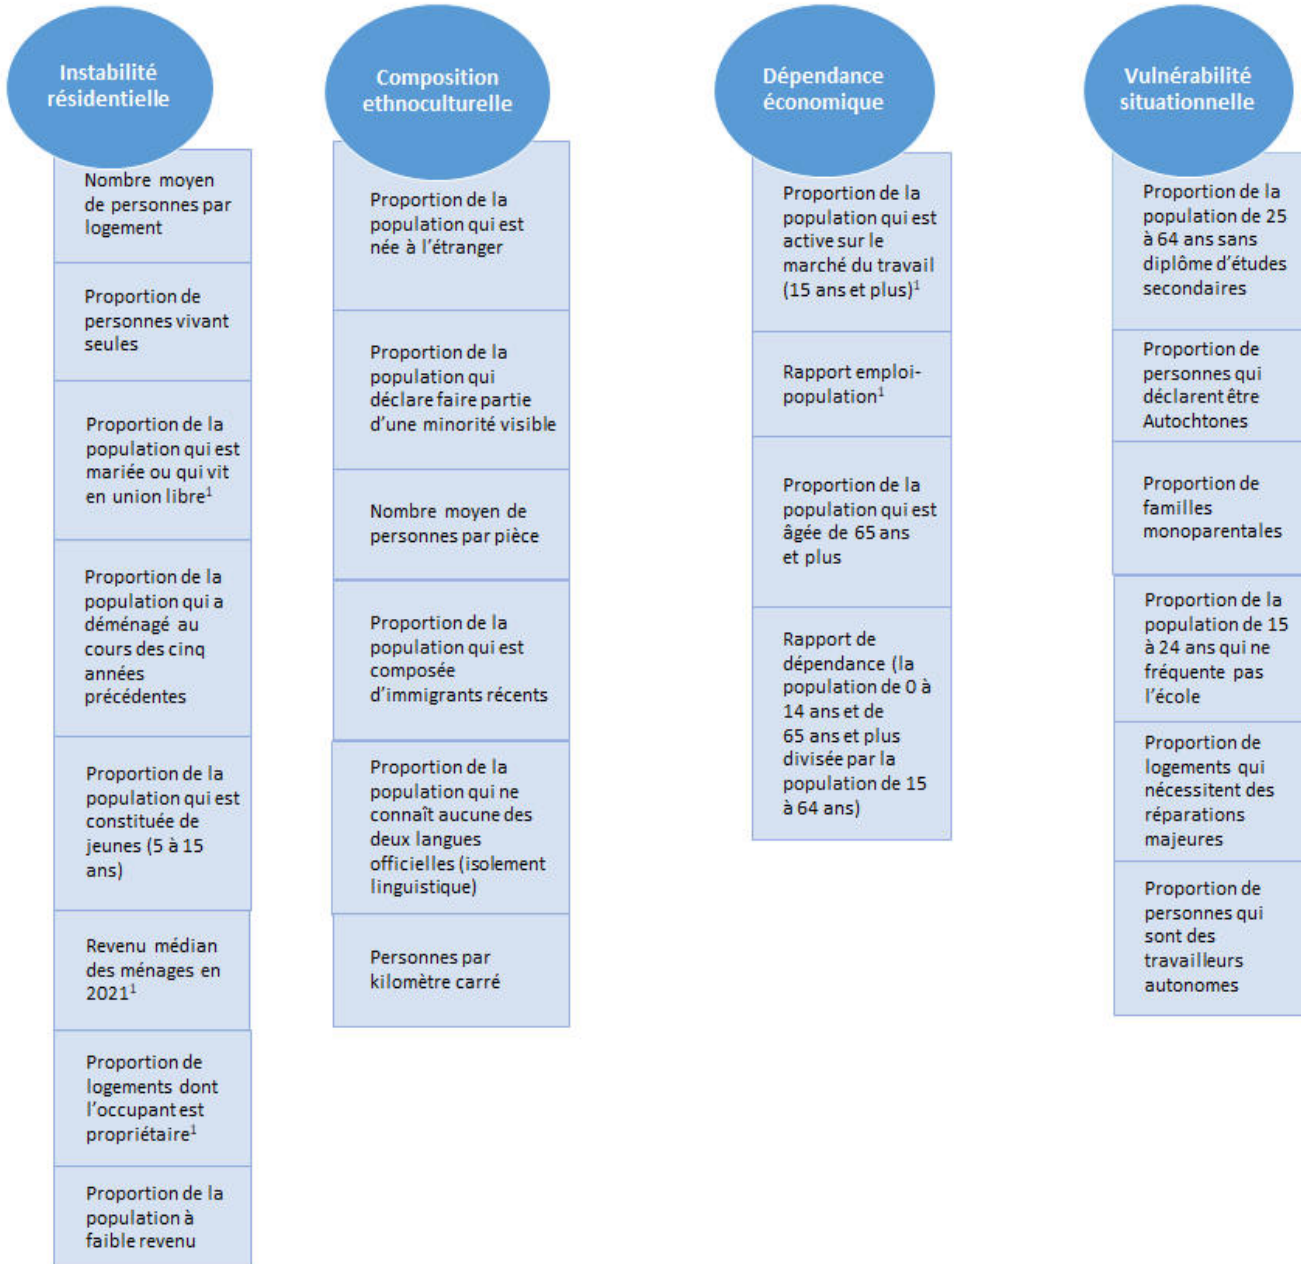 Instabilité
résidentielle
Nombre moyen
de personnes par
logement
Proportion de
personnes vivant
seules
Proportion de la
population qui est
mariée ou qui vit
en union libre¹
Proportion de la
population qui a
déménagé au
cours des cinq
années
précédentes
Proportion de la
population qui est
constituée de
jeunes (5 à 15
ans)
Revenu médian
des ménages en
2021¹
Proportion de
logements dont
l’occupant est
propriétaire¹
Proportion de la
population à
faible revenu
Composition
ethnoculturelle
Proportion de la
population qui est
née à l’étranger
Proportion de la
population qui
déclare faire partie
d’une minorité visible
Nombre moyen de
personnes par pièce
Proportion de la
population qui est
composée
d’immigrants récents
Proportion de la
population qui ne
connaît aucune des
deux langues
officielles (isolement
linguistique)
Personnes par
kilomètre carré
Dépendance
économique
Proportion de la
population qui est
active sur le
marché du travail
(15 ans et plus)¹
Rapport emploi-
population¹
Proportion de la
population qui est
âgée de 65 ans
et plus
Rapport de
dépendance (la
population de 0 à
14 ans et de
65 ans et plus
divisée par la
population de 15
à 64 ans)
Vulnérabilité
situationnelle
Proportion de la
population de 25
à 64 ans sans
diplôme d’études
secondaires
Proportion de
personnes qui
déclarent être
Autochtones
Proportion de
familles
monoparentales
Proportion de la
population de 15
à 24 ans qui ne
fréquente pas
l’école
Proportion de
logements qui
nécessitent des
réparations
majeures
Proportion de
personnes qui
sont des
travailleurs
autonomes